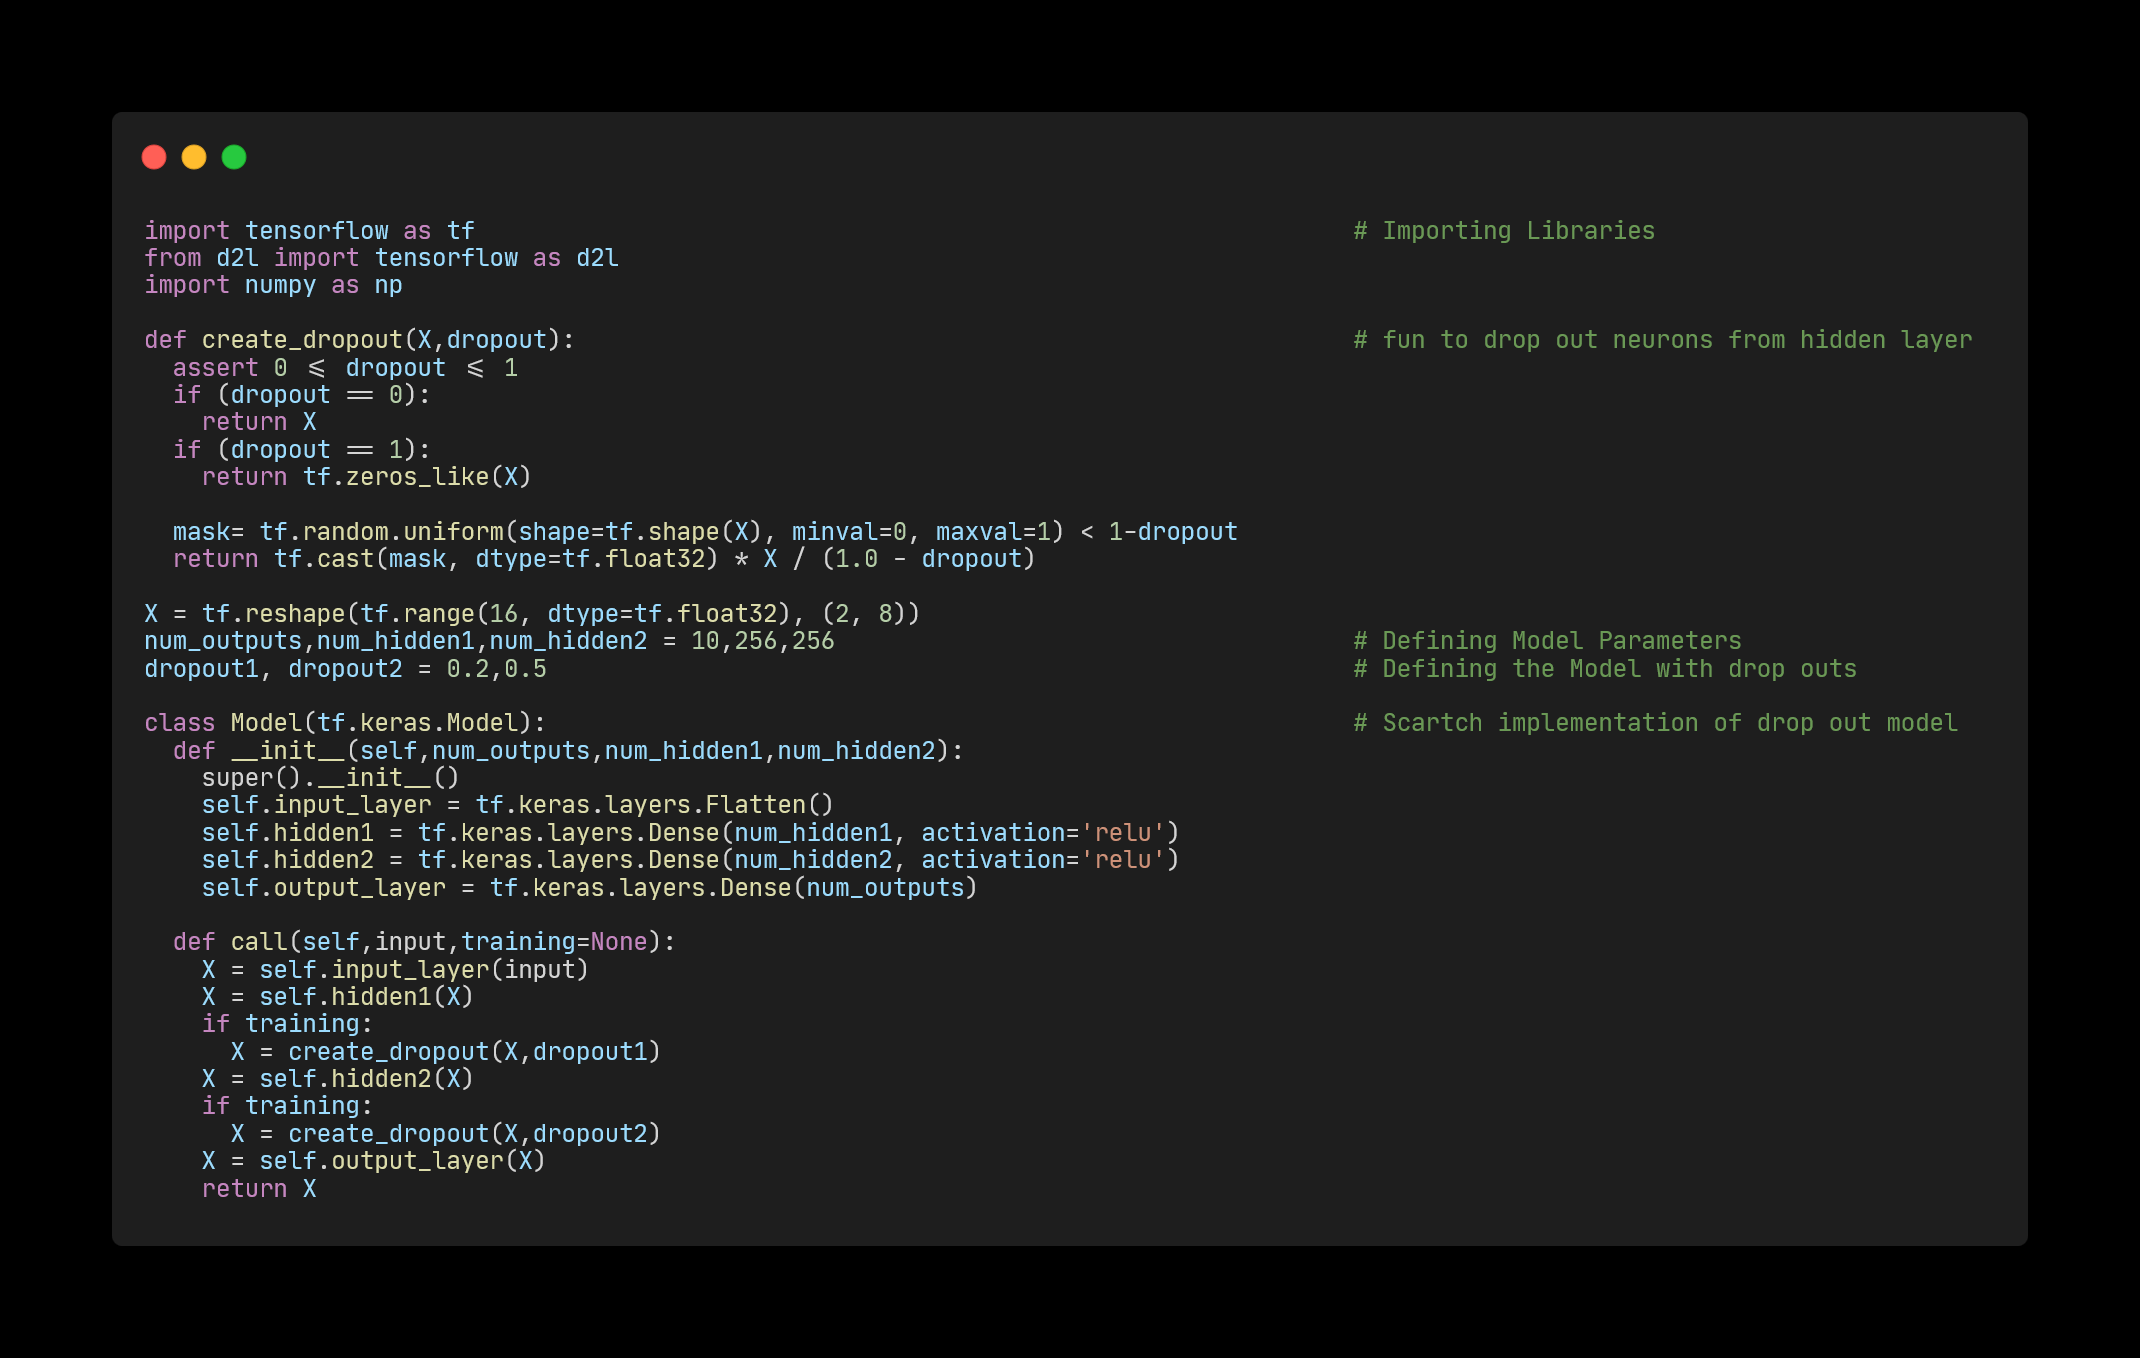 import tensorflow as tf # Importing Libraries
from d2l import tensorflow as d2l
import numpy as np
def create_dropout(X,dropout): # fun to drop out neurons from hidden layer
assert 0 <= dropout <= 1
if (dropout == 0):
return X
if (dropout == 1):
return tf.zeros_like(X)
mask= tf.random.uniform(shape=tf.shape(X), minval=0, maxval=1) < 1-dropout
return tf.cast(mask, dtype=tf.float32) * X / (1.0 - dropout)
X = tf.reshape(tf.range(16, dtype=tf.float32), (2, 8))
num_outputs,num_hidden1,num_hidden2 = 10,256,256 # Defining Model Parameters
dropout1, dropout2 = 0.2,0.5 # Defining the Model with drop outs
class Model(tf.keras.Model): # Scartch implementation of drop out model
def __init__(self,num_outputs,num_hidden1,num_hidden2):
super().__init__()
self.input_layer = tf.keras.layers.Flatten()
self.hidden1 = tf.keras.layers.Dense(num_hidden1, activation='relu')
self.hidden2 = tf.keras.layers.Dense(num_hidden2, activation='relu')
self.output_layer = tf.keras.layers.Dense(num_outputs)
def call(self,input,training=None):
X = self.input_layer(input)
X = self.hidden1(X)
if training:
X = create_dropout(X,dropout1)
X = self.hidden2(X)
if training:
X = create_dropout(X,dropout2)
X = self.output_layer(X)
return X